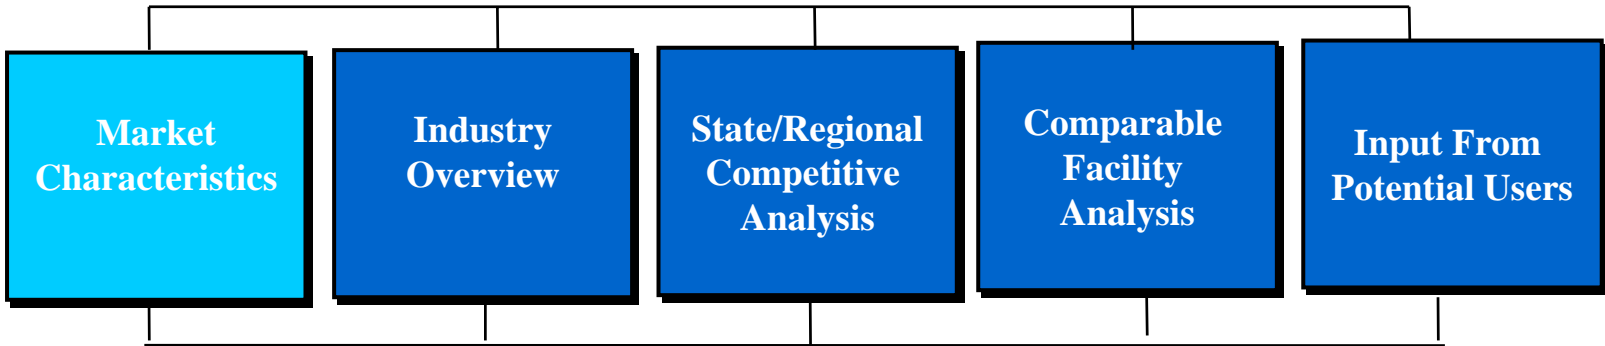 Market
Characteristics
Industry
Overview
State/Regional
Competitive
Analysis
Comparable
Facility
Analysis
Input From
Potential Users